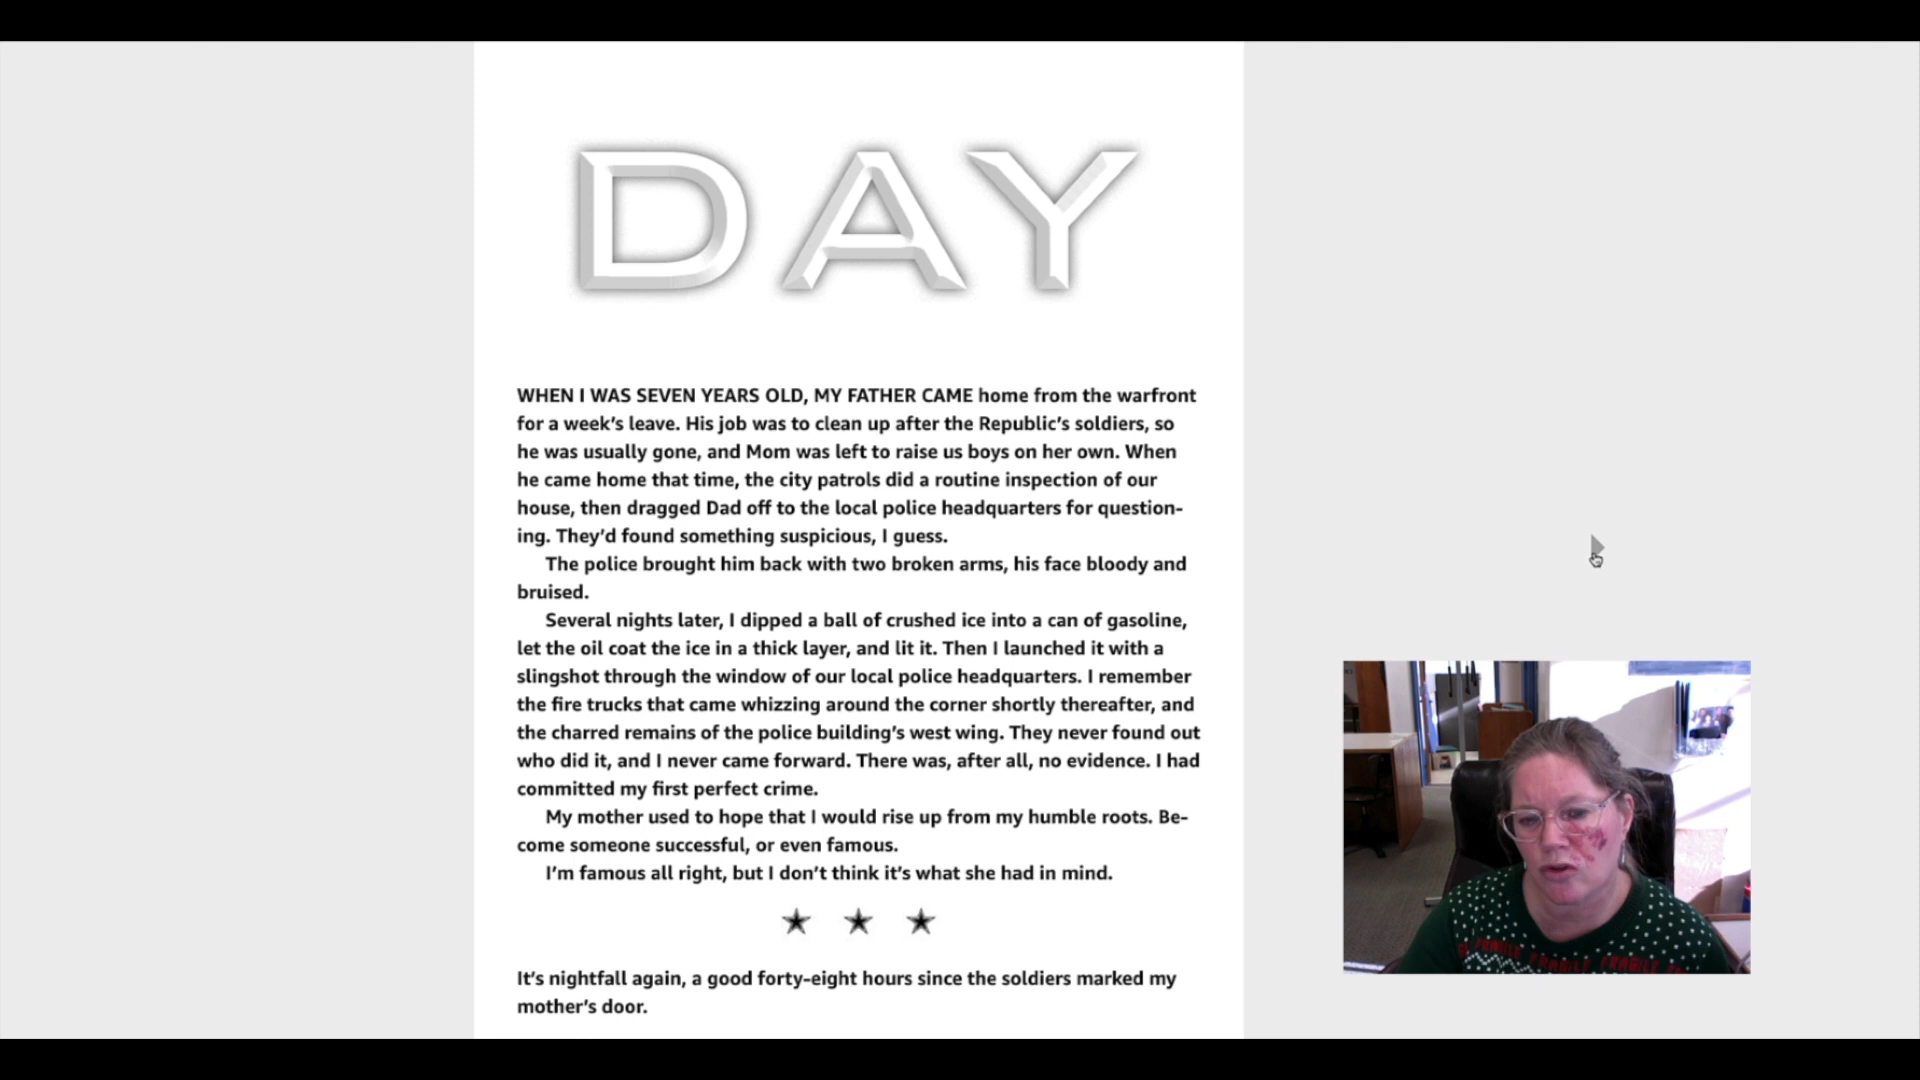 DAY
WHEN I WAS SEVEN YEARS OLD, MY FATHER CAME home from the warfront
for a week’s leave. His job was to clean up after the Republic’s soldiers, so
he was usually gone, and Mom was left to raise us boys on her own. When
he came home that time, the city patrols did a routine inspection of our
house, then dragged Dad off to the local police headquarters for question-
ing. They’d found something suspicious, I guess.
The police brought him back with two broken arms, his face bloody and
bruised.
Several nights later, I dipped a ball of crushed ice into a can of gasoline,
let the oil coat the ice in a thick layer, and lit it. Then I launched it with a
slingshot through the window of our local police headquarters. I remember
the fire trucks that came whizzing around the corner shortly thereafter, and
the charred remains of the police building’s west wing. They never found out
who did it, and I never came forward. There was, after all, no evidence. I had
committed my first perfect crime.
My mother used to hope that I would rise up from my humble roots. Be-
come someone successful, or even famous.
I’m famous all right, but I don’t think it’s what she had in mind.
It’s nightfall again, a good forty-eight hours since the soldiers marked my
mother’s door.
FRAGILE FRAGILE